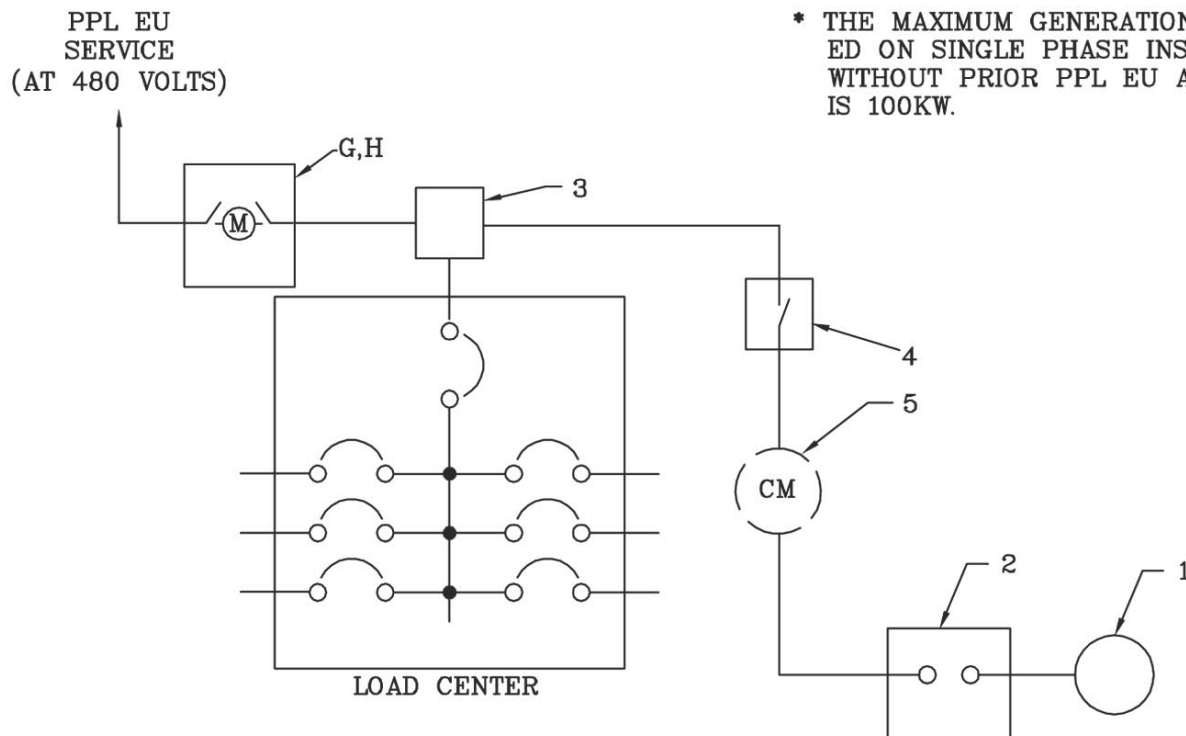 PPL EU
SERVICE
(AT 480 VOLTS)
* THE MAXIMUM GENERATION
ED ON SINGLE PHASE INS
WITHOUT PRIOR PPL EU A
IS 100KW.
G,H
M
3
4
5
CM
2
1
LOAD CENTER